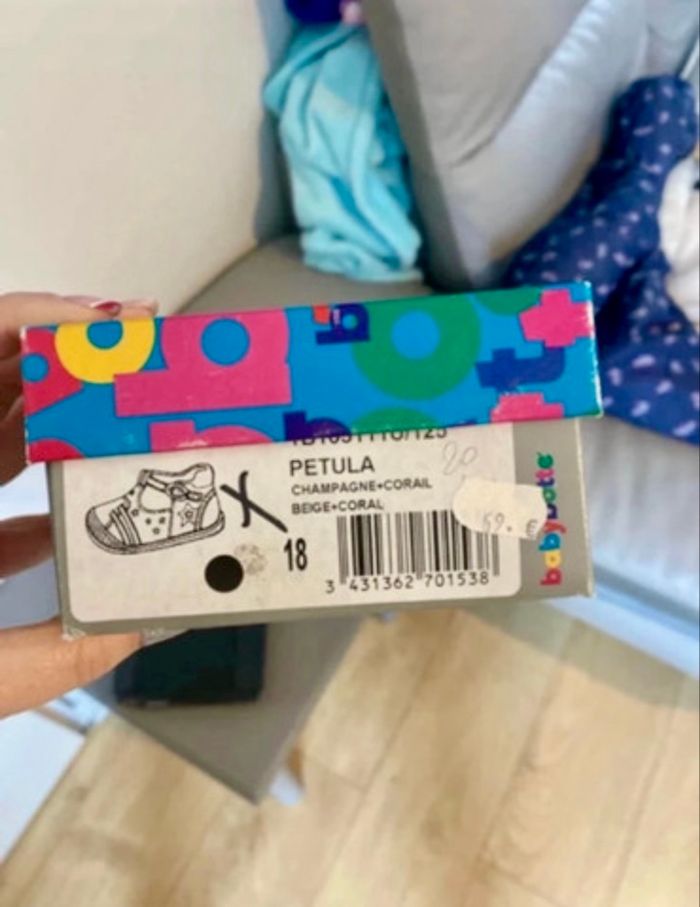 PETULA
20
CHAMPAGNE+CORAIL
BEIGE+CORAL
59. €
18
3 431362 701538
babybotte